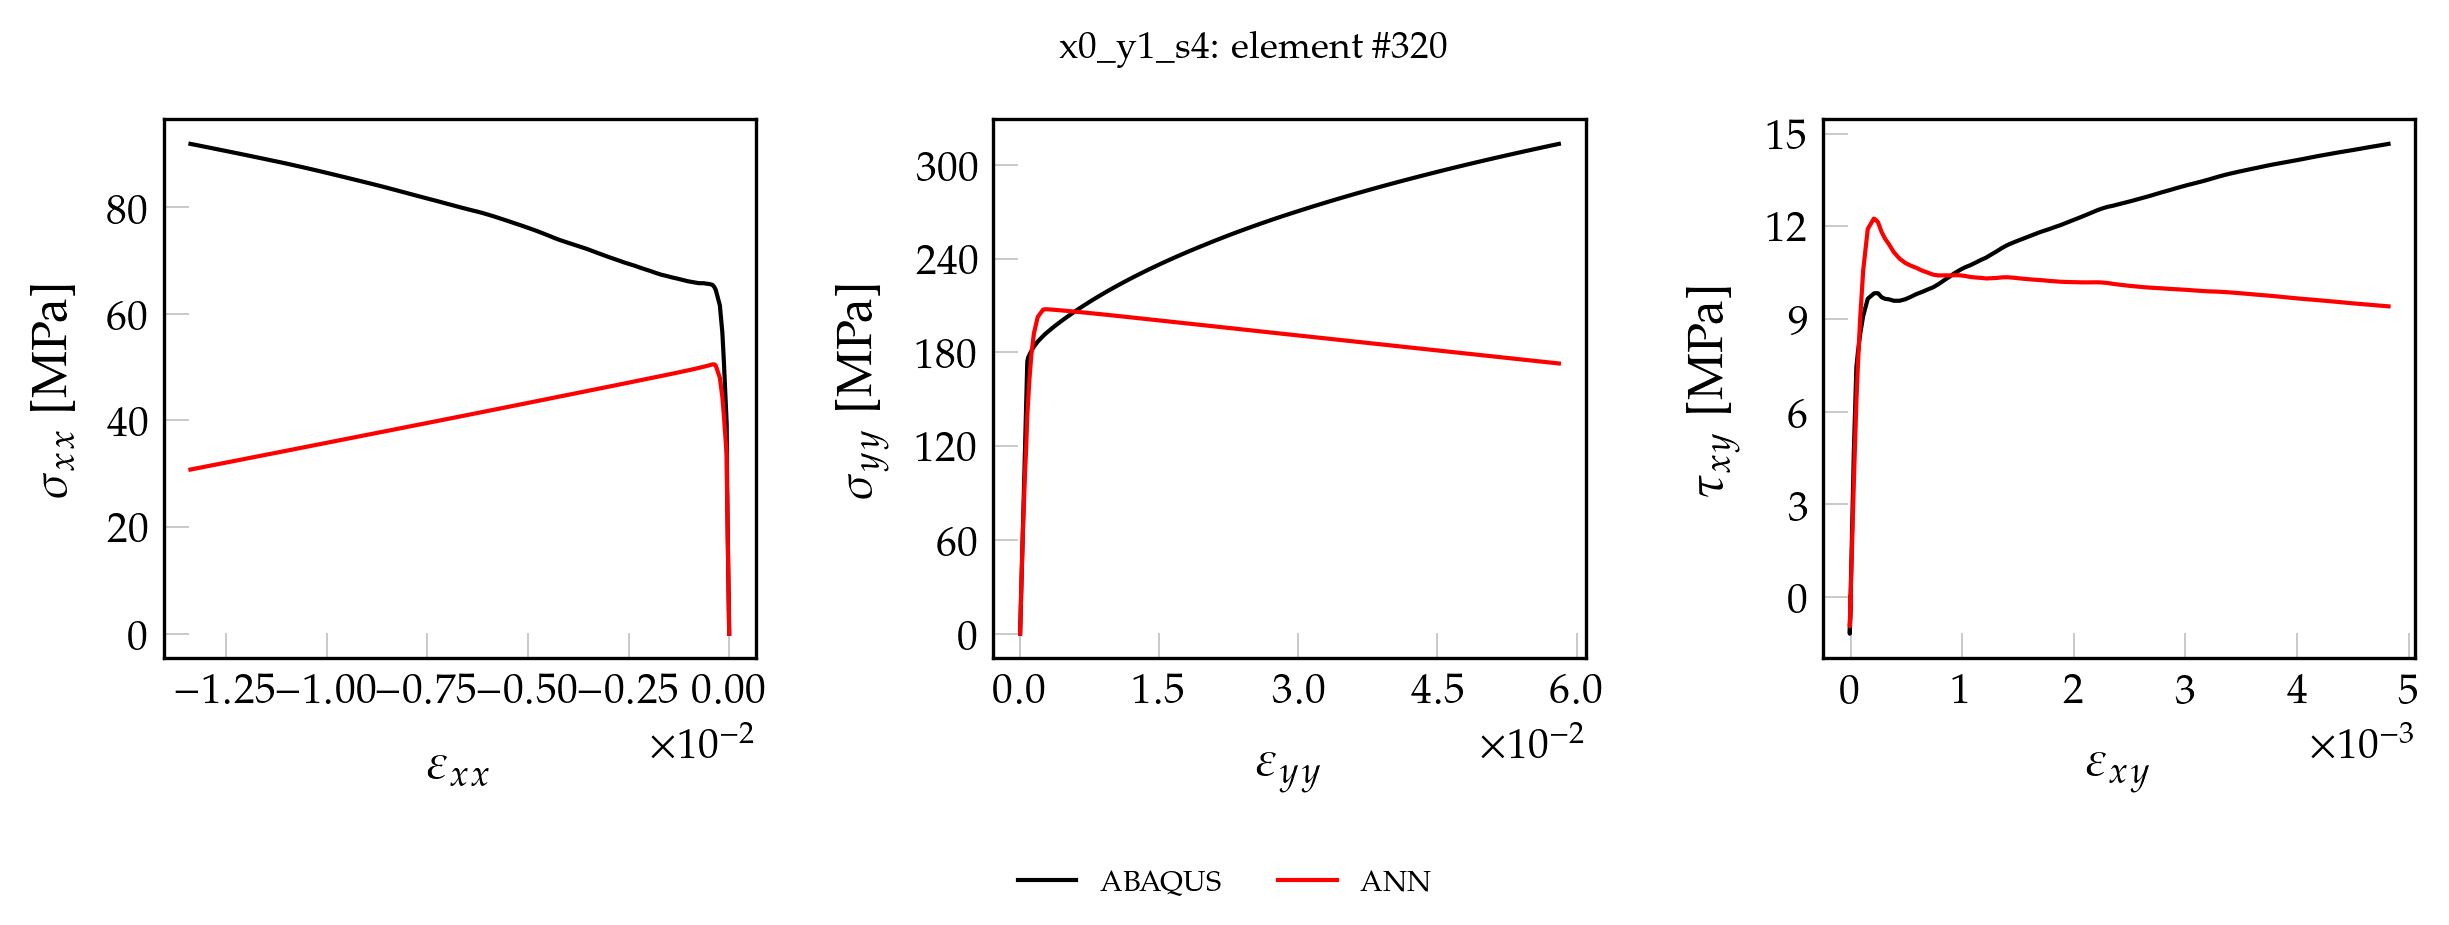 x0_y1_s4: element #320
σxx [MPa]
80
60
40
20
0
−1.25 −1.00 −0.75 −0.50 −0.25 0.00
×10−2
εxx
σyy [MPa]
300
240
180
120
60
0
0.0 1.5 3.0 4.5 6.0
×10−2
εyy
τxy [MPa]
15
12
9
6
3
0
0 1 2 3 4 5
×10−3
εxy
ABAQUS ANN